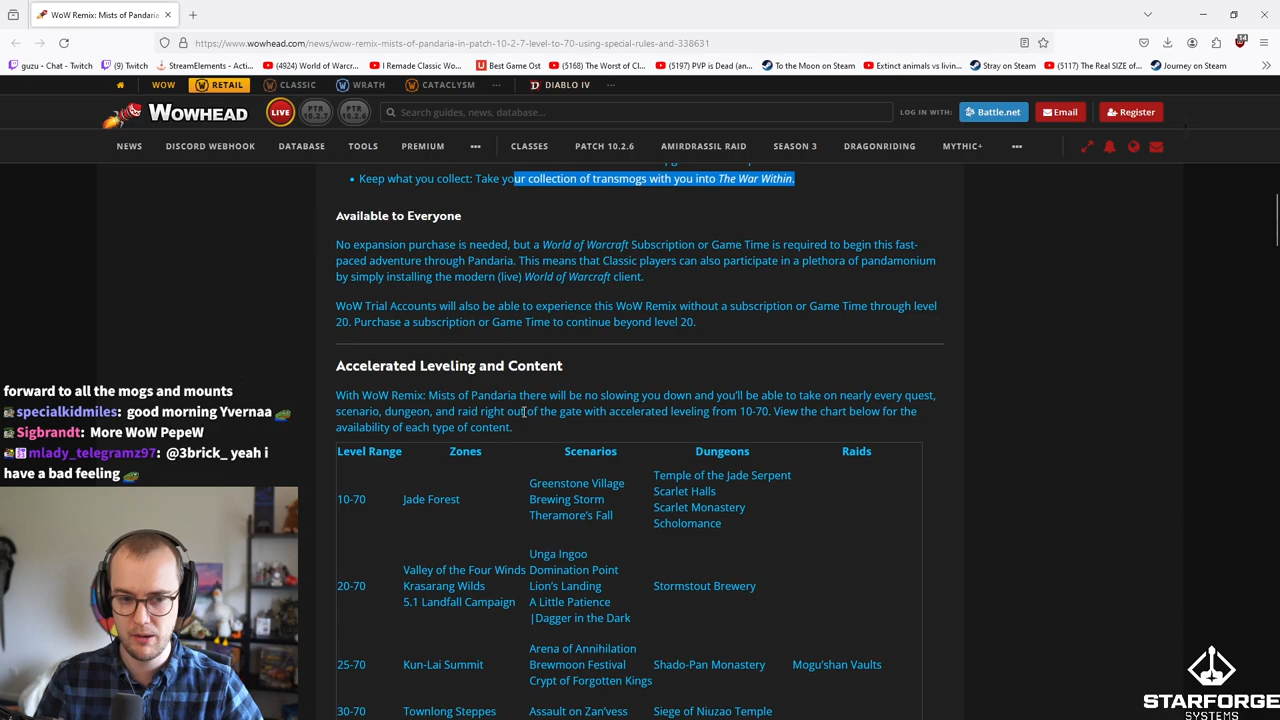 WoW Remix: Mists of Pandaria
https://www.wowhead.com/news/wow-remix-mists-of-pandaria-in-patch-10-2-7-level-to-70-using-special-rules-and-338631
guzu - Chat - Twitch
(9) Twitch
StreamElements - Acti...
(4924) World of Warcr...
I Remade Classic Wo...
Best Game Ost
(5168) The Worst of Cl...
(5197) PVP is Dead (an...
To the Moon on Steam
Extinct animals vs livin...
Stray on Steam
(5117) The Real SIZE of...
Journey on Steam
WOW
RETAIL
CLASSIC
WRATH
CATACLYSM
DIABLO IV
WOWHEAD
LIVE
PTR 10.2.7
PTR 10.2.6
Search guides, news, database...
LOG IN WITH:
Battle.net
Email
Register
NEWS
DISCORD WEBHOOK
DATABASE
TOOLS
PREMIUM
CLASSES
PATCH 10.2.6
AMIRDRASSIL RAID
SEASON 3
DRAGONRIDING
MYTHIC+
• Keep what you collect: Take your collection of transmogs with you into The War Within.
Available to Everyone
No expansion purchase is needed, but a World of Warcraft Subscription or Game Time is required to begin this fast-
paced adventure through Pandaria. This means that Classic players can also participate in a plethora of pandamonium
by simply installing the modern (live) World of Warcraft client.
WoW Trial Accounts will also be able to experience this WoW Remix without a subscription or Game Time through level
20. Purchase a subscription or Game Time to continue beyond level 20.
Accelerated Leveling and Content
With WoW Remix: Mists of Pandaria there will be no slowing you down and you'll be able to take on nearly every quest,
scenario, dungeon, and raid right out of the gate with accelerated leveling from 10-70. View the chart below for the
availability of each type of content.
Level Range Zones Scenarios Dungeons Raids
10-70
Jade Forest
Greenstone Village
Brewing Storm
Theramore's Fall
Temple of the Jade Serpent
Scarlet Halls
Scarlet Monastery
Scholomance
20-70
Valley of the Four Winds
Krasarang Wilds
5.1 Landfall Campaign
Unga Ingoo
Domination Point
Lion's Landing
A Little Patience
|Dagger in the Dark
Stormstout Brewery
25-70
Kun-Lai Summit
Arena of Annihilation
Brewmoon Festival
Crypt of Forgotten Kings
Shado-Pan Monastery
Mogu'shan Vaults
30-70
Townlong Steppes
Assault on Zan'vess
Siege of Niuzao Temple
forward to all the mogs and mounts
specialkidmiles: good morning Yvernaa
Sigbrandt: More WoW PepeW
mlady_telegramz97: @3brick_ yeah i
have a bad feeling
STARFORGE
SYSTEMS